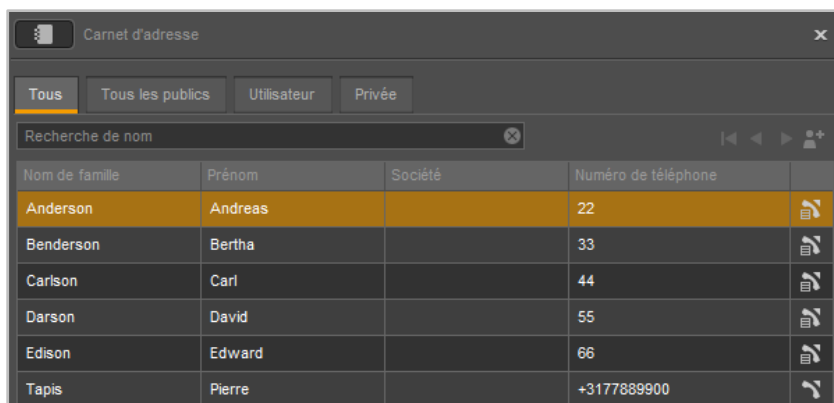 Carnet d'adresse
Tous Tous les publics Utilisateur Privée
Recherche de nom
Nom de famille Prénom Société Numéro de téléphone
Anderson Andreas 22
Benderson Bertha 33
Carlson Carl 44
Darson David 55
Edison Edward 66
Tapis Pierre +3177889900